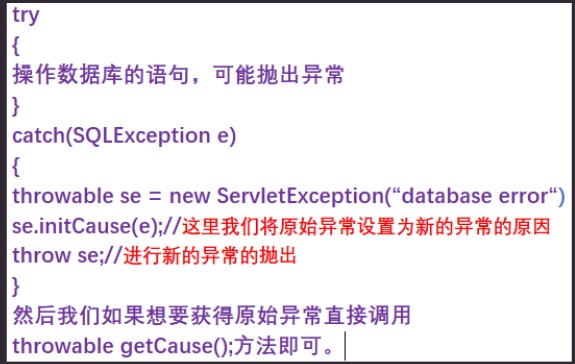 try
{
操作数据库的语句，可能抛出异常
}
catch(SQLException e)
{
throwable se = new ServletException(“database error“)
se.initCause(e);//这里我们将原始异常设置为新的异常的原因
throw se;//进行新的异常的抛出
}
然后我们如果想要获得原始异常直接调用
throwable getCause();方法即可。